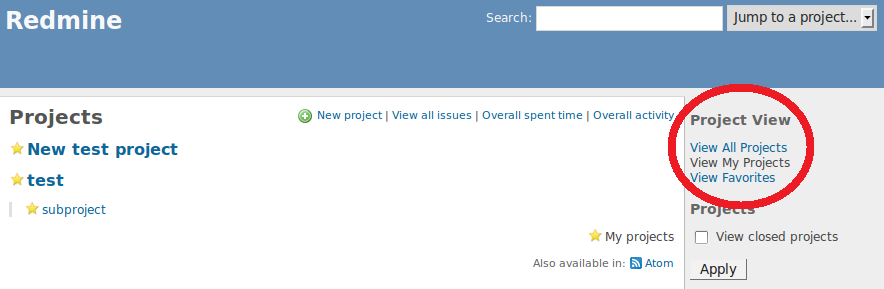 Redmine
Search:
Jump to a project...
Projects
New project | View all issues | Overall spent time | Overall activity
New test project
test
subproject
My projects
Also available in: Atom
Project View
View All Projects
View My Projects
View Favorites
Projects
View closed projects
Apply